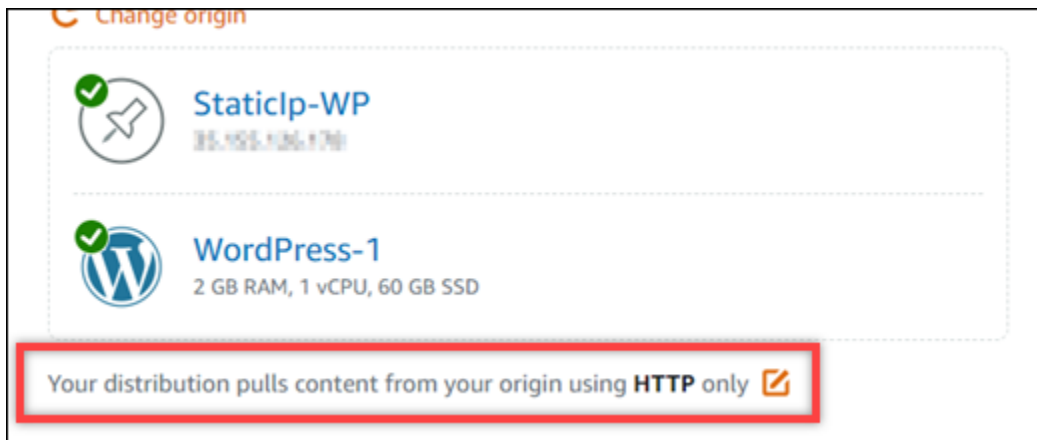 Change origin
StaticIp-WP
WordPress-1
2 GB RAM, 1 vCPU, 60 GB SSD
Your distribution pulls content from your origin using HTTP only